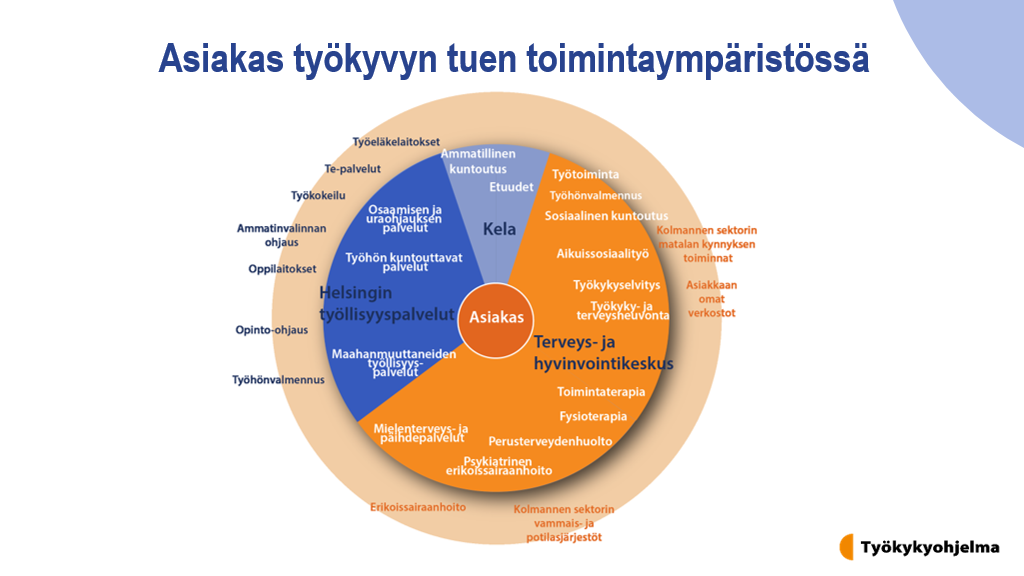 Asiakas työkyvyn tuen toimintaympäristössä
Työeläkelaitokset
Te-palvelut
Työkokeilu
Ammatinvalinnan
ohjaus
Oppilaitokset
Opinto-ohjaus
Työhönvalmennus
Osaamisen ja
uraohjauksen
palvelut
Työhön kuntouttavat
palvelut
Helsingin
työllisyyspalvelut
Maahanmuuttaneiden
työllisyys-
palvelut
Ammatillinen
kuntoutus
Etuudet
Kela
Asiakas
Työtoiminta
Työhönvalmennus
Sosiaalinen kuntoutus
Aikuissosiaalityö
Työkykyselvitys
Työkyky- ja
terveysneuvonta
Terveys- ja
hyvinvointikeskus
Toimintaterapia
Fysioterapia
Perusterveydenhuolto
Mielenterveys- ja
päihdepalvelut
Psykiatrinen
erikoissairaanhoito
Kolmannen sektorin
matalan kynnyksen
toiminnat
Asiakkaan
omat
verkostot
Erikoissairaanhoito
Kolmannen sektorin
vammais- ja
potilasjärjestöt
Työkykyohjelma